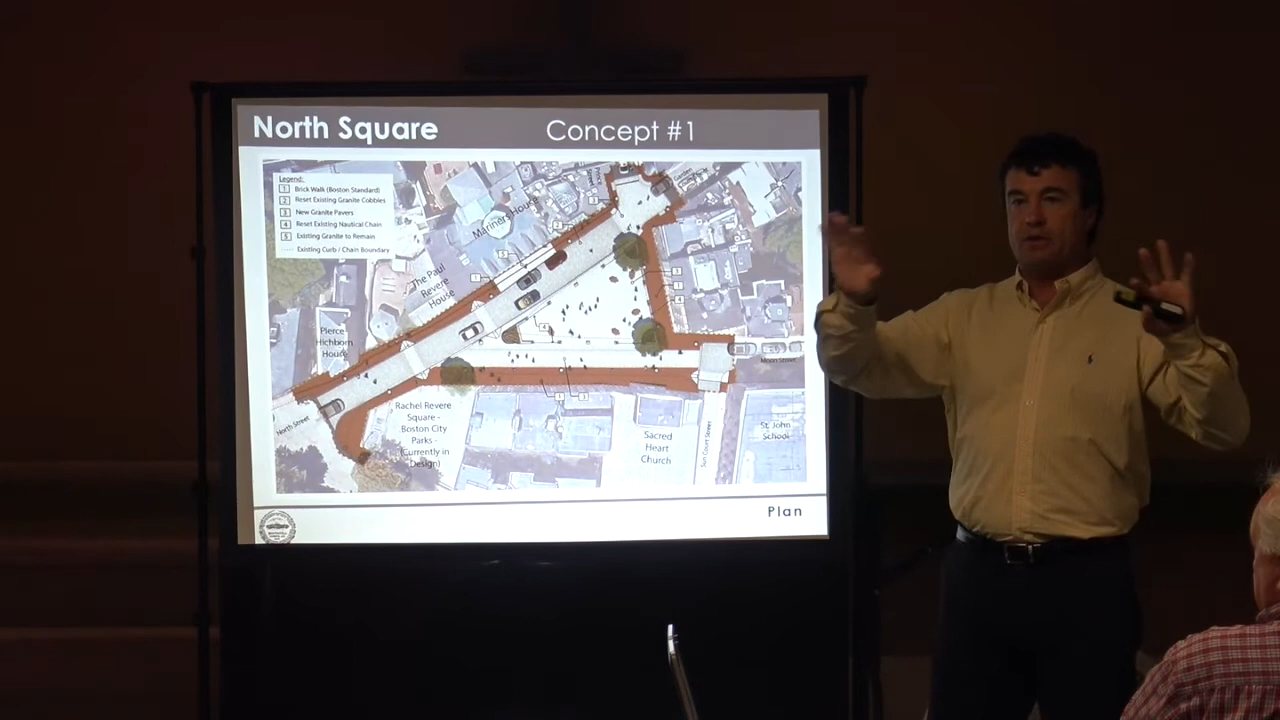 North Square
Concept #1
Legend:
1 Brick Walk (Boston Standard)
2 Reset Existing Granite Cobbles
3 New Granite Pavers
4 Reset Existing Nautical Chain
5 Existing Granite to Remain
Existing Curb / Chain Boundary
Mariners House
The Paul
Revere
House
Pierce
Hichborn
House
North Street
Rachel Revere
Square -
Boston City
Parks -
(Currently in
Design)
Sacred
Heart
Church
Sun Court Street
Moon Street
St. John
School
Plan